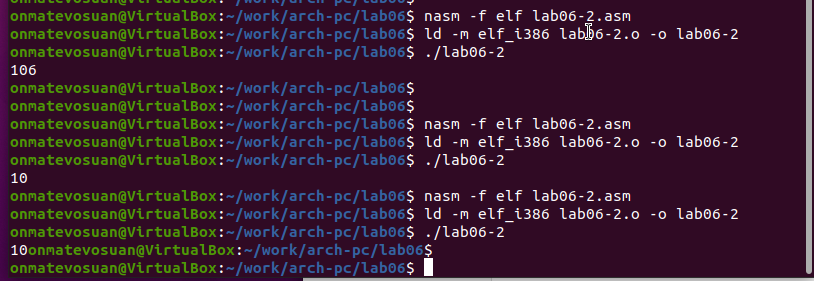 onmatevosuan@VirtualBox:~/work/arch-pc/lab06$ nasm -f elf lab06-2.asm
onmatevosuan@VirtualBox:~/work/arch-pc/lab06$ ld -m elf_i386 lab06-2.o -o lab06-2
onmatevosuan@VirtualBox:~/work/arch-pc/lab06$ ./lab06-2
106
onmatevosuan@VirtualBox:~/work/arch-pc/lab06$
onmatevosuan@VirtualBox:~/work/arch-pc/lab06$
onmatevosuan@VirtualBox:~/work/arch-pc/lab06$ nasm -f elf lab06-2.asm
onmatevosuan@VirtualBox:~/work/arch-pc/lab06$ ld -m elf_i386 lab06-2.o -o lab06-2
onmatevosuan@VirtualBox:~/work/arch-pc/lab06$ ./lab06-2
10
onmatevosuan@VirtualBox:~/work/arch-pc/lab06$ nasm -f elf lab06-2.asm
onmatevosuan@VirtualBox:~/work/arch-pc/lab06$ ld -m elf_i386 lab06-2.o -o lab06-2
onmatevosuan@VirtualBox:~/work/arch-pc/lab06$ ./lab06-2
10onmatevosuan@VirtualBox:~/work/arch-pc/lab06$
onmatevosuan@VirtualBox:~/work/arch-pc/lab06$